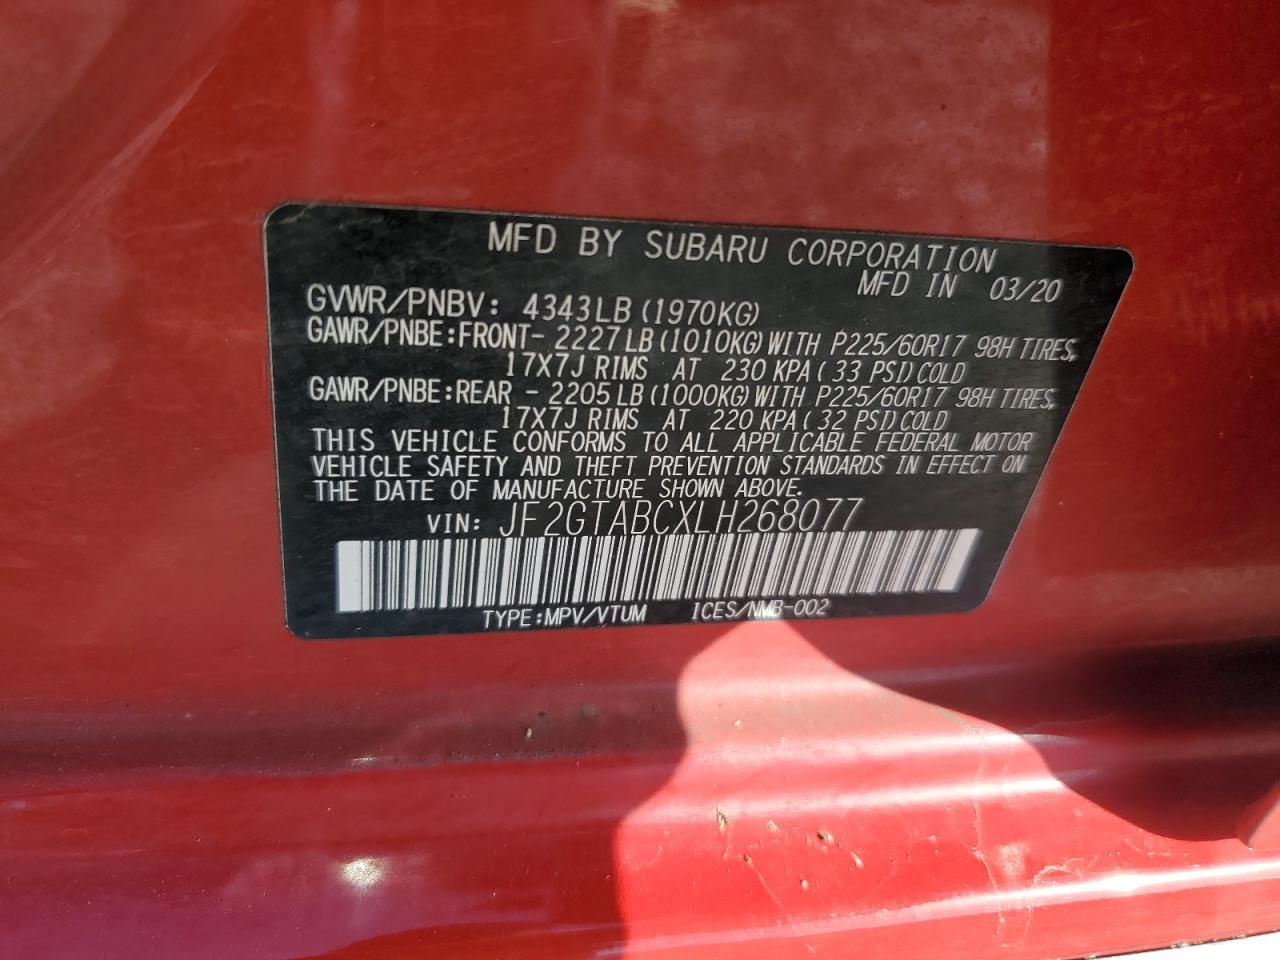 MFD BY SUBARU CORPORATION
MFD IN 03/20
GVWR/PNBV: 4343LB (1970KG)
GAWR/PNBE:FRONT- 2227LB (1010KG) WITH P225/60R17 98H TIRES,
17X7J RIMS AT 230 KPA( 33 PSI) COLD
GAWR/PNBE:REAR - 2205LB (1000KG) WITH P225/60R17 98H TIRES,
17X7J RIMS AT 220 KPA( 32 PSI) COLD
THIS VEHICLE CONFORMS TO ALL APPLICABLE FEDERAL MOTOR
VEHICLE SAFETY AND THEFT PREVENTION STANDARDS IN EFFECT ON
THE DATE OF MANUFACTURE SHOWN ABOVE.
VIN: JF2GTABCXLH268077
TYPE:MPV/VTUM ICES/NMB-002